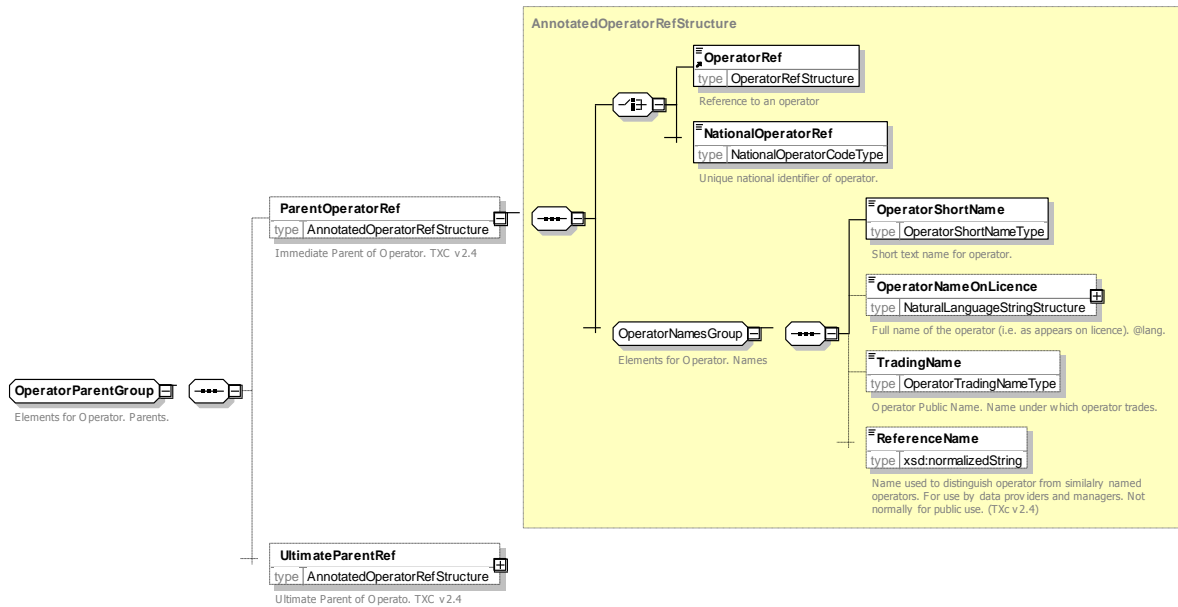 AnnotatedOperatorRefStructure
OperatorRef
type OperatorRefStructure
Reference to an operator
NationalOperatorRef
type NationalOperatorCodeType
Unique national identifier of operator.
ParentOperatorRef
type AnnotatedOperatorRefStructure
Immediate Parent of Operator. TXC v2.4
OperatorShortName
type OperatorShortNameType
Short text name for operator.
OperatorNameOnLicence
type NaturalLanguageStringStructure
Full name of the operator (i.e. as appears on licence). @lang.
OperatorNamesGroup
Elements for Operator. Names
TradingName
type OperatorTradingNameType
Operator Public Name. Name under which operator trades.
OperatorParentGroup
Elements for Operator. Parents.
ReferenceName
type xsd:normalizedString
Name used to distinguish operator from similalry named
operators. For use by data providers and managers. Not
normally for public use. (TXc v2.4)
UltimateParentRef
type AnnotatedOperatorRefStructure
Ultimate Parent of Operato. TXC v2.4